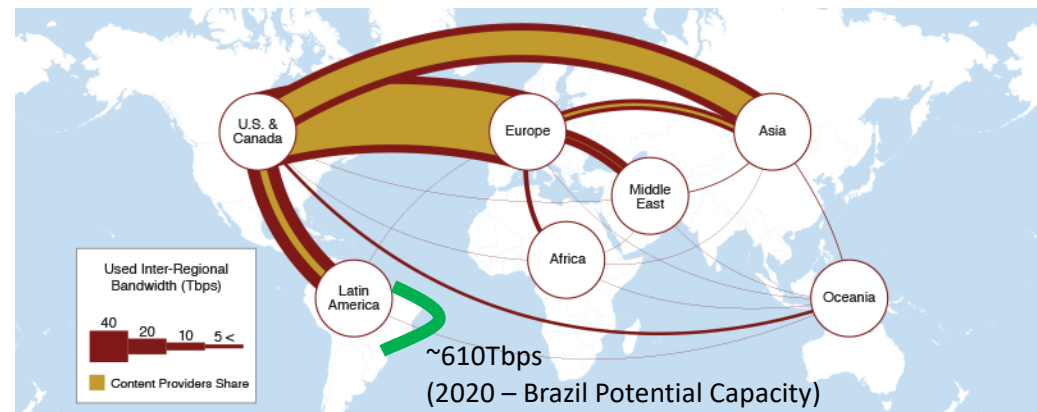 U.S. &
Canada
Europe
Asia
Middle
East
Africa
Latin
America
Oceania
Used Inter-Regional
Bandwidth (Tbps)
40
20
10
5 <
Content Providers Share
~610Tbps
(2020 – Brazil Potential Capacity)